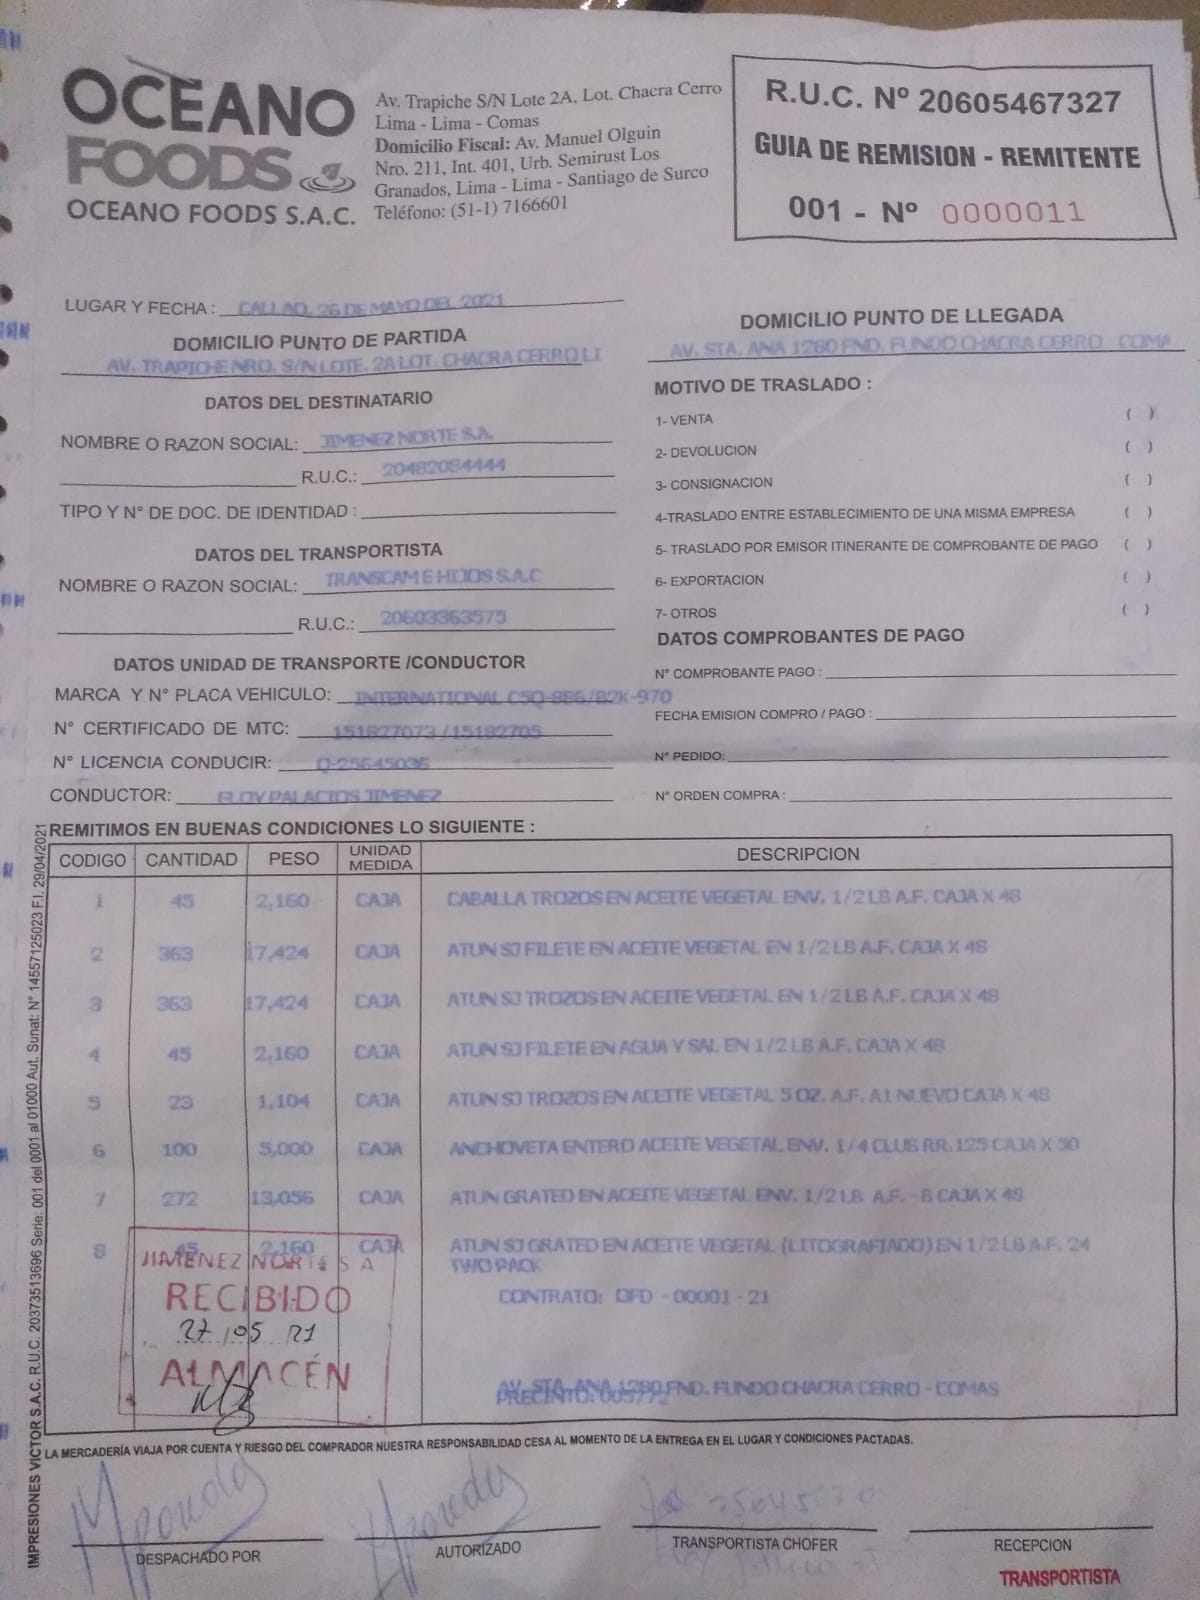 OCEANO
FOODS
OCEANO FOODS S.A.C.
Av. Trapiche S/N Lote 2A, Lot. Chacra Cerro
Lima - Lima - Comas
Domicilio Fiscal: Av. Manuel Olguin
Nro. 211, Int. 401, Urb. Semirust Los
Granados, Lima - Lima - Santiago de Surco
Teléfono: (51-1) 7166601
R.U.C. Nº 20605467327
GUIA DE REMISION - REMITENTE
001 - Nº 0000011
LUGAR Y FECHA : CALLAO, 26 DE MAYO DEL 2021
DOMICILIO PUNTO DE PARTIDA
AV. TRAPICHE NRO. S/N LOTE. 2A LOT. CHACRA CERRO LI
DOMICILIO PUNTO DE LLEGADA
AV. STA. ANA 1280 FND. FUNDO CHACRA CERRO - COMA
DATOS DEL DESTINATARIO
NOMBRE O RAZON SOCIAL: JIMENEZ NORTE S.A.
R.U.C.: 20482084444
TIPO Y N° DE DOC. DE IDENTIDAD :
DATOS DEL TRANSPORTISTA
NOMBRE O RAZON SOCIAL: TRANSCAM E HIJOS S.A.C
R.U.C.: 20603363575
DATOS UNIDAD DE TRANSPORTE /CONDUCTOR
MARCA Y N° PLACA VEHICULO: INTERNATIONAL C5Q-886/B2K-970
N° CERTIFICADO DE MTC: 151827073 / 15182705
N° LICENCIA CONDUCIR: Q-25645036
CONDUCTOR: ELOY PALACIOS JIMENEZ
MOTIVO DE TRASLADO :
1- VENTA ( )
2- DEVOLUCION ( )
3- CONSIGNACION ( )
4-TRASLADO ENTRE ESTABLECIMIENTO DE UNA MISMA EMPRESA ( )
5- TRASLADO POR EMISOR ITINERANTE DE COMPROBANTE DE PAGO ( )
6- EXPORTACION ( )
7- OTROS ( )
DATOS COMPROBANTES DE PAGO
N° COMPROBANTE PAGO :
FECHA EMISION COMPRO / PAGO :
N° PEDIDO:
N° ORDEN COMPRA :
REMITIMOS EN BUENAS CONDICIONES LO SIGUIENTE :
CODIGO CANTIDAD PESO UNIDAD MEDIDA DESCRIPCION
1 45 2,160 CAJA CABALLA TROZOS EN ACEITE VEGETAL ENV. 1/2 LB A.F. CAJA X 48
2 363 17,424 CAJA ATUN SJ FILETE EN ACEITE VEGETAL EN 1/2 LB A.F. CAJA X 48
3 363 17,424 CAJA ATUN SJ TROZOS EN ACEITE VEGETAL EN 1/2 LB A.F. CAJA X 48
4 45 2,160 CAJA ATUN SJ FILETE EN AGUA Y SAL EN 1/2 LB A.F. CAJA X 48
5 23 1,104 CAJA ATUN SJ TROZOS EN ACEITE VEGETAL 5 OZ. A.F. A1 NUEVO CAJA X 48
6 100 5,000 CAJA ANCHOVETA ENTERO ACEITE VEGETAL ENV. 1/4 CLUB RR. 125 CAJA X 50
7 272 13,056 CAJA ATUN GRATED EN ACEITE VEGETAL ENV. 1/2 LB A.F. -B CAJA X 48
8 45 2,160 CAJA ATUN SJ GRATED EN ACEITE VEGETAL (LITOGRAFIADO) EN 1/2 LB A.F. 24
TWO PACK
CONTRATO: OFD - 00001 - 21
AV. STA. ANA 1280 FND. FUNDO CHACRA CERRO - COMAS
PRECINTO: 005772
JIMENEZ NORTE S A
RECIBIDO
27 05 21
ALMACÉN
LA MERCADERÍA VIAJA POR CUENTA Y RIESGO DEL COMPRADOR NUESTRA RESPONSABILIDAD CESA AL MOMENTO DE LA ENTREGA EN EL LUGAR Y CONDICIONES PACTADAS.
DESPACHADO POR
AUTORIZADO
TRANSPORTISTA CHOFER
RECEPCION
TRANSPORTISTA
IMPRESIONES VICTOR S.A.C. R.U.C. 20373513696 Serie: 001 del 0001 al 01000 Aut. Sunat: N° 14557125023 F.I. 29/04/2021